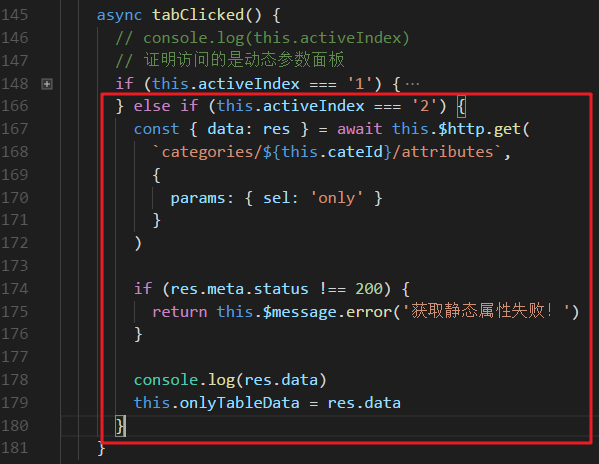 145 async tabClicked() {
146 // console.log(this.activeIndex)
147 // 证明访问的是动态参数面板
148 if (this.activeIndex === '1') {⋯
166 } else if (this.activeIndex === '2') {
167 const { data: res } = await this.$http.get(
168 `categories/${this.cateId}/attributes`,
169 {
170 params: { sel: 'only' }
171 }
172 )
173
174 if (res.meta.status !== 200) {
175 return this.$message.error('获取静态属性失败！')
176 }
177
178 console.log(res.data)
179 this.onlyTableData = res.data
180 }
181 }